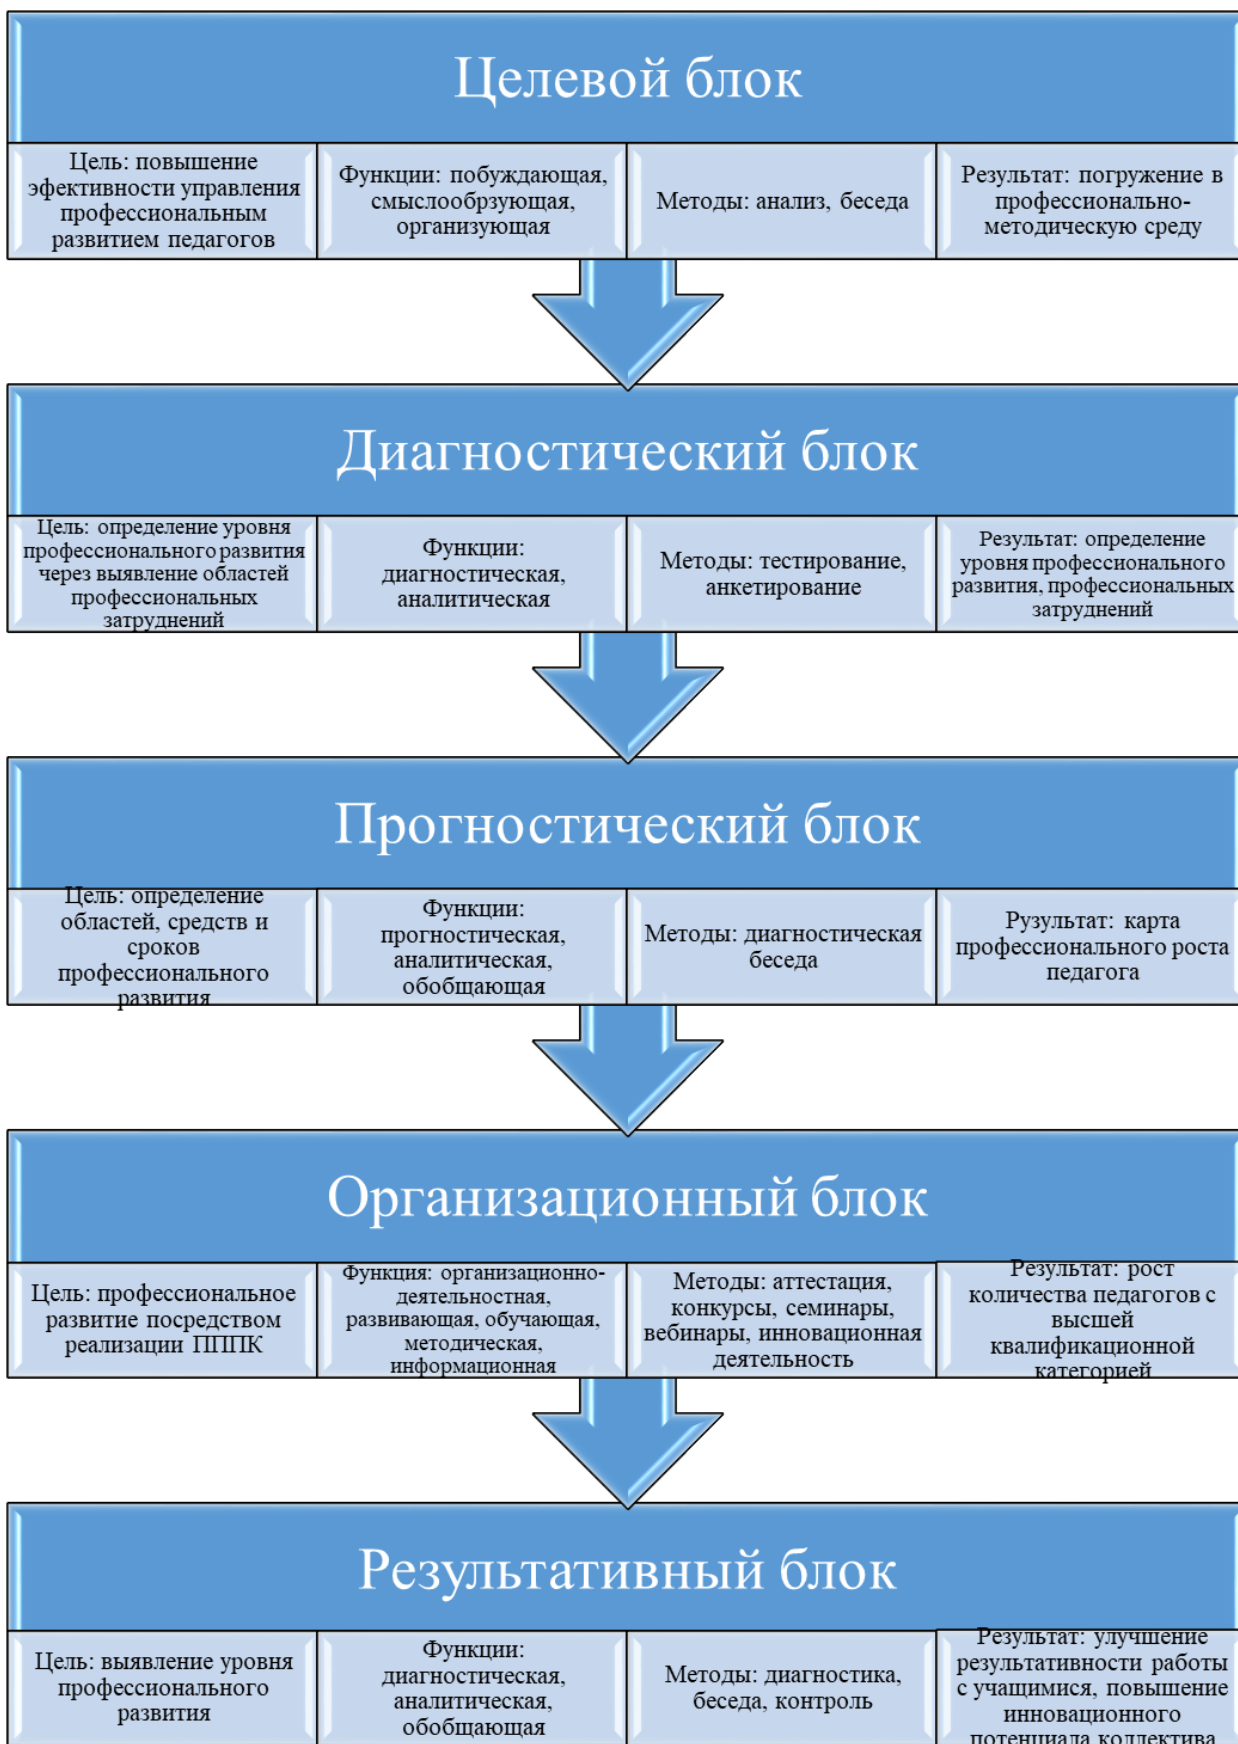 Целевой блок
Цель: повышение
эфективности управления
профессиональным
развитием педагогов
Функции: побуждающая,
смыслообрзующая,
организующая
Методы: анализ, беседа
Результат: погружение в
профессионально-
методическую среду
Диагностический блок
Цель: определение уровня
профессионального развития
через выявление областей
профессиональных
затруднений
Функции:
диагностическая,
аналитическая
Методы: тестирование,
анкетирование
Результат: определение
уровня профессионального
развития, профессиональных
затруднений
Прогностический блок
Цель: определение
областей, средств и
сроков
профессионального
развития
Функции:
прогностическая,
аналитическая,
обобщающая
Методы: диагностическая
беседа
Рузультат: карта
профессионального роста
педагога
Организационный блок
Цель: профессиональное
развитие посредством
реализации ПППК
Функция: организационно-
деятельностная,
развивающая, обучающая,
методическая,
информационная
Методы: аттестация,
конкурсы, семинары,
вебинары, инновационная
деятельность
Результат: рост
количества педагогов с
высшей
квалификационной
категорией
Результативный блок
Цель: выявление уровня
профессионального
развития
Функции:
диагностическая,
аналитическая,
обобщающая
Методы: диагностика,
беседа, контроль
Результат: улучшение
результативности работы
с учащимися, повышение
инновационного
потенциала коллектива